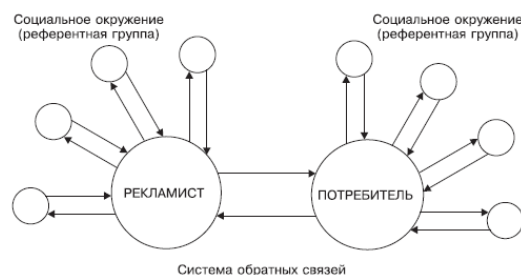 Социальное окружение
(референтная группа)
Социальное окружение
(референтная группа)
РЕКЛАМИСТ
ПОТРЕБИТЕЛЬ
Система обратных связей